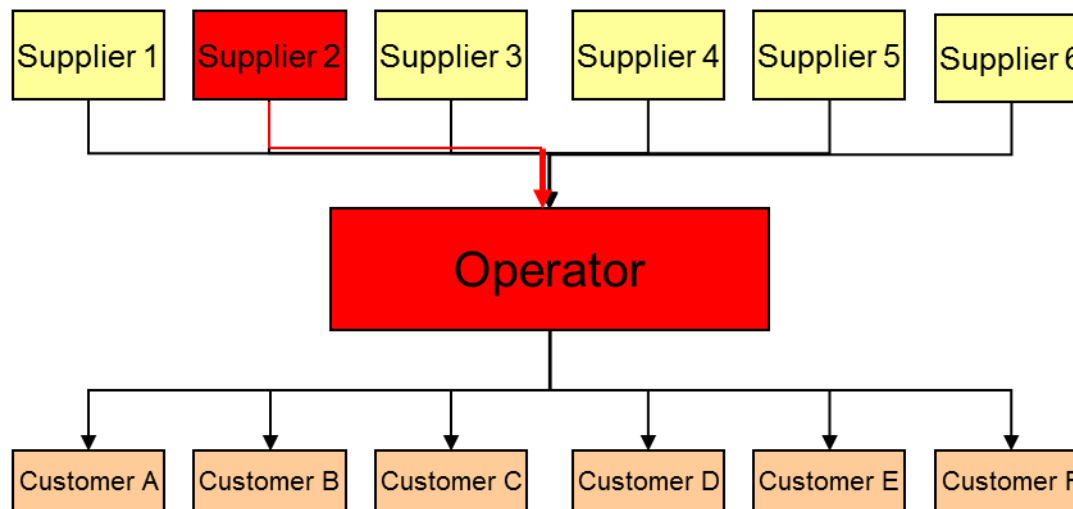 Supplier 1
Supplier 2
Supplier 3
Supplier 4
Supplier 5
Supplier 6
Operator
Customer A
Customer B
Customer C
Customer D
Customer E
Customer F